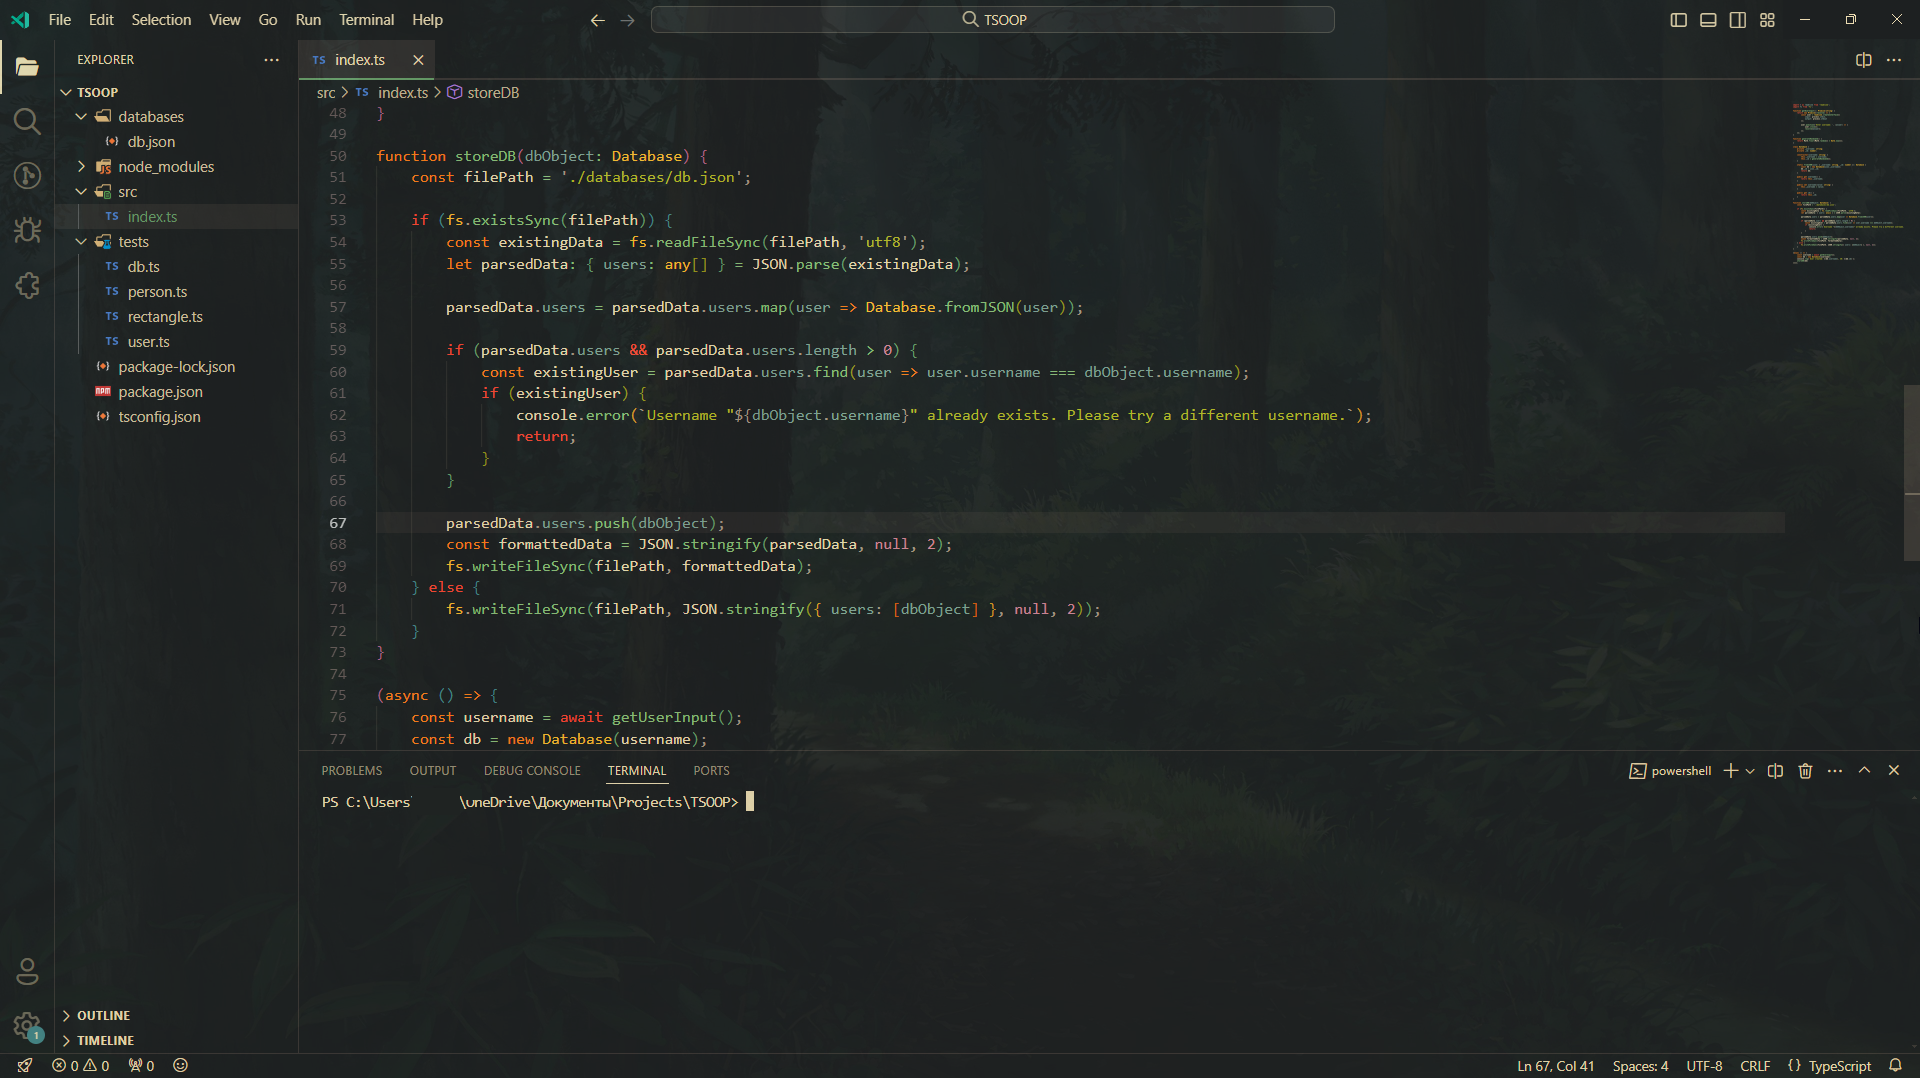 File Edit Selection View Go Run Terminal Help
TSOOP
EXPLORER
TSOOP
databases
db.json
node_modules
src
TS index.ts
tests
TS db.ts
TS person.ts
TS rectangle.ts
TS user.ts
package-lock.json
package.json
tsconfig.json
OUTLINE
TIMELINE
TS index.ts
src > TS index.ts > storeDB
48 }
49
50 function storeDB(dbObject: Database) {
51 const filePath = './databases/db.json';
52
53 if (fs.existsSync(filePath)) {
54 const existingData = fs.readFileSync(filePath, 'utf8');
55 let parsedData: { users: any[] } = JSON.parse(existingData);
56
57 parsedData.users = parsedData.users.map(user => Database.fromJSON(user));
58
59 if (parsedData.users && parsedData.users.length > 0) {
60 const existingUser = parsedData.users.find(user => user.username === dbObject.username);
61 if (existingUser) {
62 console.error(`Username "${dbObject.username}" already exists. Please try a different username.`);
63 return;
64 }
65 }
66
67 parsedData.users.push(dbObject);
68 const formattedData = JSON.stringify(parsedData, null, 2);
69 fs.writeFileSync(filePath, formattedData);
70 } else {
71 fs.writeFileSync(filePath, JSON.stringify({ users: [dbObject] }, null, 2));
72 }
73 }
74
75 (async () => {
76 const username = await getUserInput();
77 const db = new Database(username);
PROBLEMS OUTPUT DEBUG CONSOLE TERMINAL PORTS
powershell
PS C:\Users \OneDrive\Документы\Projects\TSOOP>
1
0 0 0
Ln 67, Col 41 Spaces: 4 UTF-8 CRLF {} TypeScript